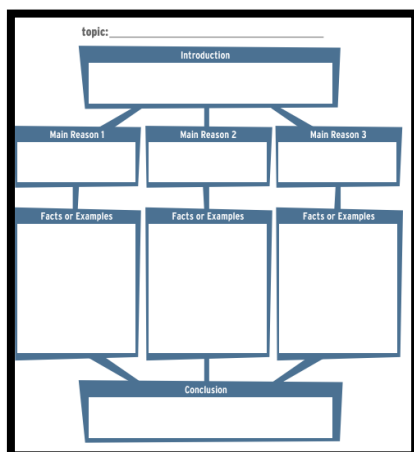 topic:
Introduction
Main Reason 1 Main Reason 2 Main Reason 3
Facts or Examples Facts or Examples Facts or Examples
Conclusion